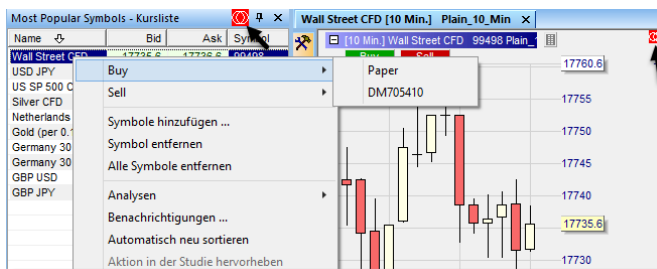 Most Popular Symbols - Kursliste
Name Bid Ask Symbol
Wall Street CFD 17735.6 17736.6 99498
USD JPY
US SP 500 C
Silver CFD
Netherlands
Gold (per 0.1
Germany 30
Germany 30
GBP USD
GBP JPY
Buy
Sell
Symbole hinzufügen ...
Symbol entfernen
Alle Symbole entfernen
Analysen
Benachrichtigungen ...
Automatisch neu sortieren
Aktion in der Studie hervorheben
Paper
DM705410
Wall Street CFD [10 Min.] Plain_10_Min
[10 Min.] Wall Street CFD 99498 Plain_1
Buy Sell
17760.6
17755
17750
17745
17740
17735.6
17730